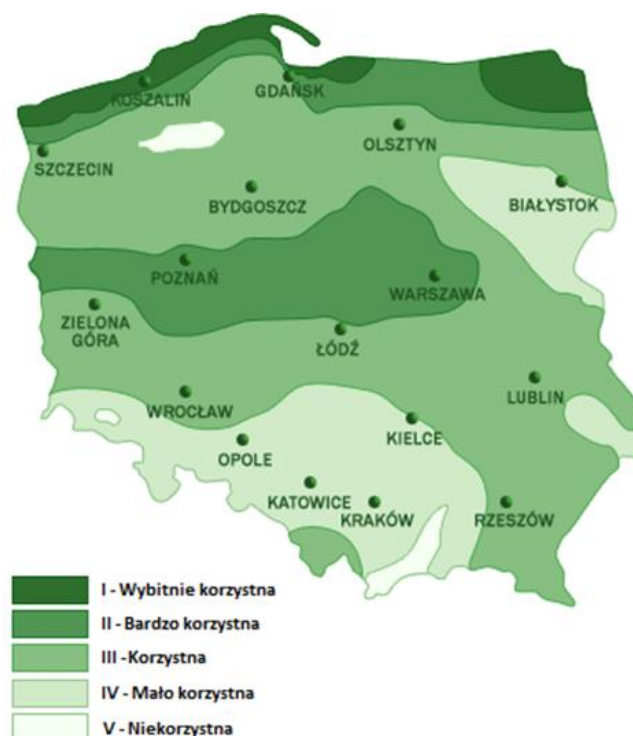 KOSZALIN
GDAŃSK
OLSZTYN
SZCZECIN
BYDGOSZCZ
BIAŁYSTOK
POZNAŃ
WARSZAWA
ZIELONA
GÓRA
ŁÓDŹ
LUBLIN
WROCŁAW
KIELCE
OPOLE
KATOWICE
KRAKÓW
RZESZÓW
I - Wybitnie korzystna
II - Bardzo korzystna
III -Korzystna
IV - Mało korzystna
V - Niekorzystna